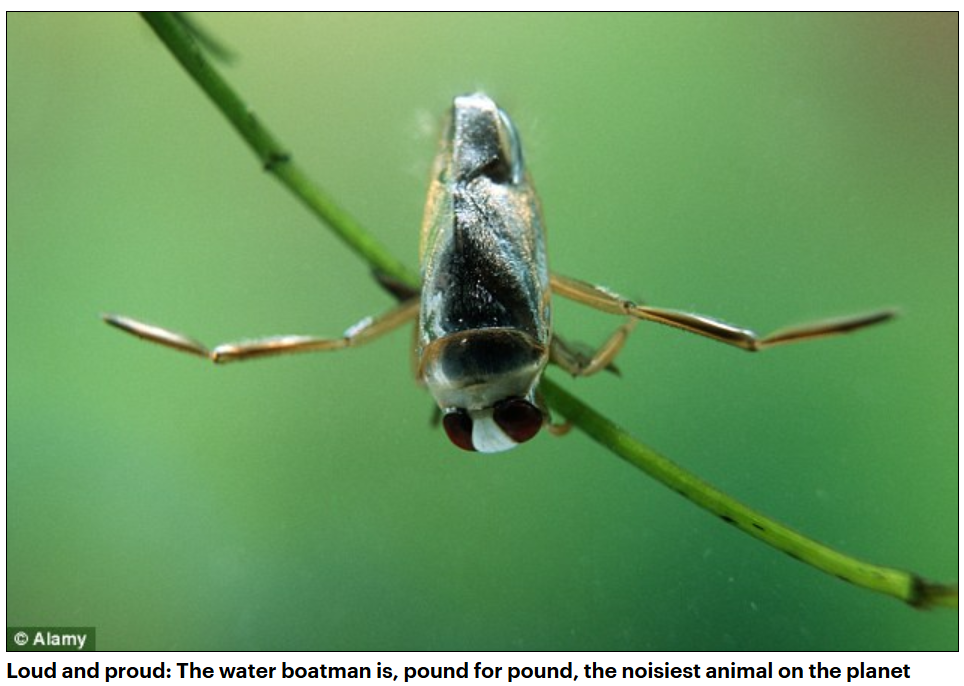 © Alamy
Loud and proud: The water boatman is, pound for pound, the noisiest animal on the planet